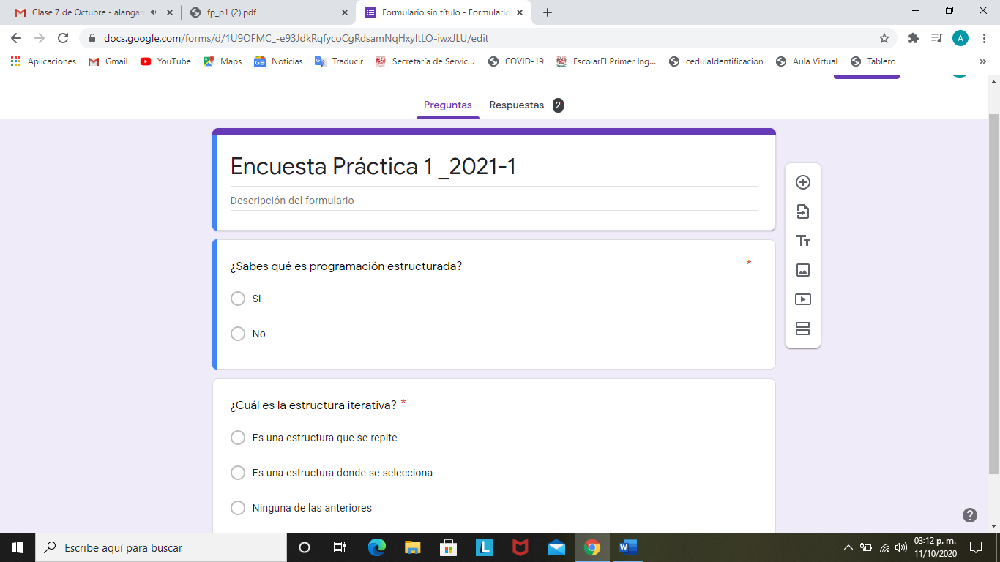 Clase 7 de Octubre - alangar
fp_p1 (2).pdf
Formulario sin título - Formulario
docs.google.com/forms/d/1U9OFMC_-e93JdkRqfycoCgRdsamNqHxyltLO-iwxJLU/edit
A
Aplicaciones
Gmail
YouTube
Maps
Noticias
Traducir
Secretaría de Servic...
COVID-19
EscolarFI Primer Ing...
cedulaIdentificacion
Aula Virtual
Tablero
»
Preguntas
Respuestas 2
Encuesta Práctica 1 _2021-1
Descripción del formulario
¿Sabes qué es programación estructurada? *
Si
No
¿Cuál es la estructura iterativa? *
Es una estructura que se repite
Es una estructura donde se selecciona
Ninguna de las anteriores
Escribe aquí para buscar
03:12 p. m.
11/10/2020